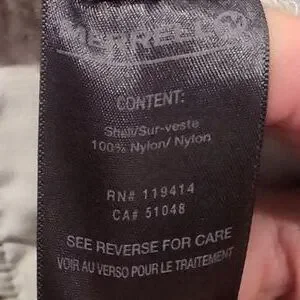 MERRELL
CONTENT:
Shell/Sur-veste
100% Nylon/ Nylon
RN# 119414
CA# 51048
SEE REVERSE FOR CARE
VOIR AU VERSO POUR LE TRAITEMENT